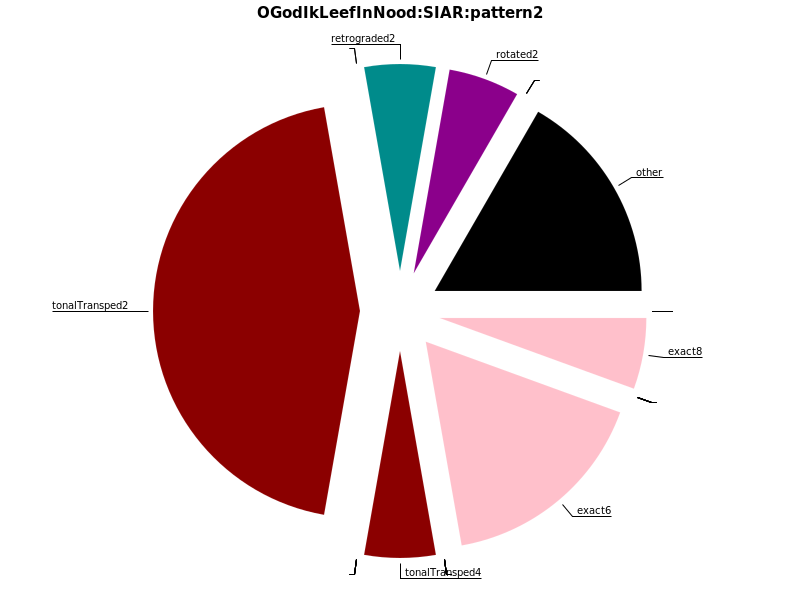 OGodIkLeefInNood:SIAR:pattern2
retrograded2
rotated2
other
tonalTransped2
exact8
exact6
tonalTransped4